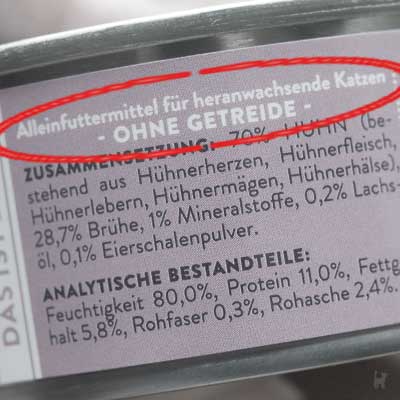 Alleinfuttermittel für heranwachsende Katzen :
- OHNE GETREIDE -
ZUSAMMENSETZUNG: 70% HUHN (be-
stehend aus Hühnerherzen, Hühnerfleisch,
Hühnerlebern, Hühnermägen, Hühnerhälse),
28,7% Brühe, 1% Mineralstoffe, 0,2% Lachs-
öl, 0,1% Eierschalenpulver.
ANALYTISCHE BESTANDTEILE:
Feuchtigkeit 80,0%, Protein 11,0%, Fettg
halt 5,8%, Rohfaser 0,3%, Rohasche 2,4%.
DAS IST